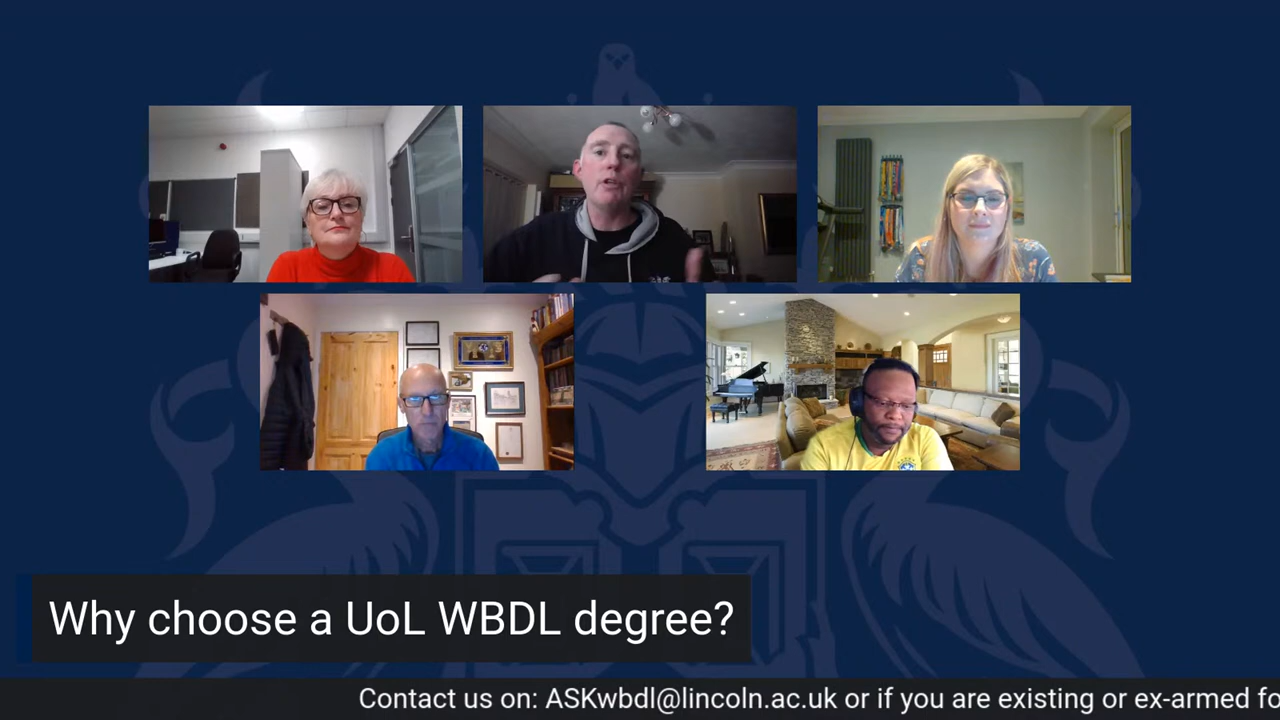 Why choose a UoL WBDL degree?
Contact us on: ASKwbdl@lincoln.ac.uk or if you are existing or ex-armed fo